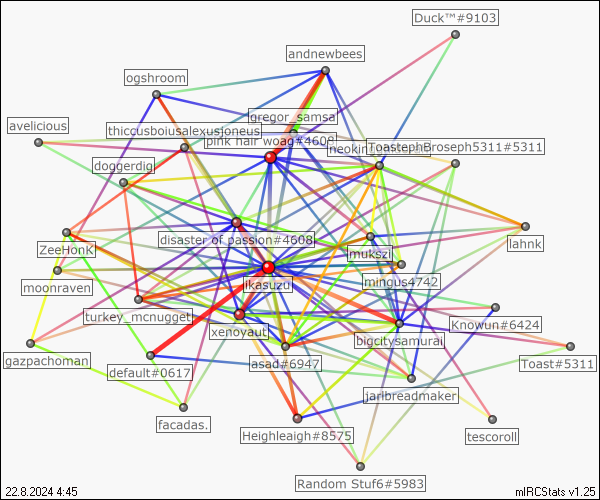 Duck™#9103
andnewbees
ogshroom
gregor_samsa
avelicious
thiccusboiusalexusjoneus
pink hair woag#4600
ToastephBroseph5311#5311
doggerdig
lahnk
disaster of passion#4608
ZeeHonk
mukszi
mingus4742
moonraven
ikasuzu
turkey_mcnugget
Knowun#6424
xenoyaut
bigcitysamurai
gazpachoman
asad#6947
Toast#5311
default#0617
jarlbreadmaker
facadas.
tescoroll
Heighleaigh#8575
Random Stuf6#5983
22.8.2024 4:45
mIRCStats v1.25